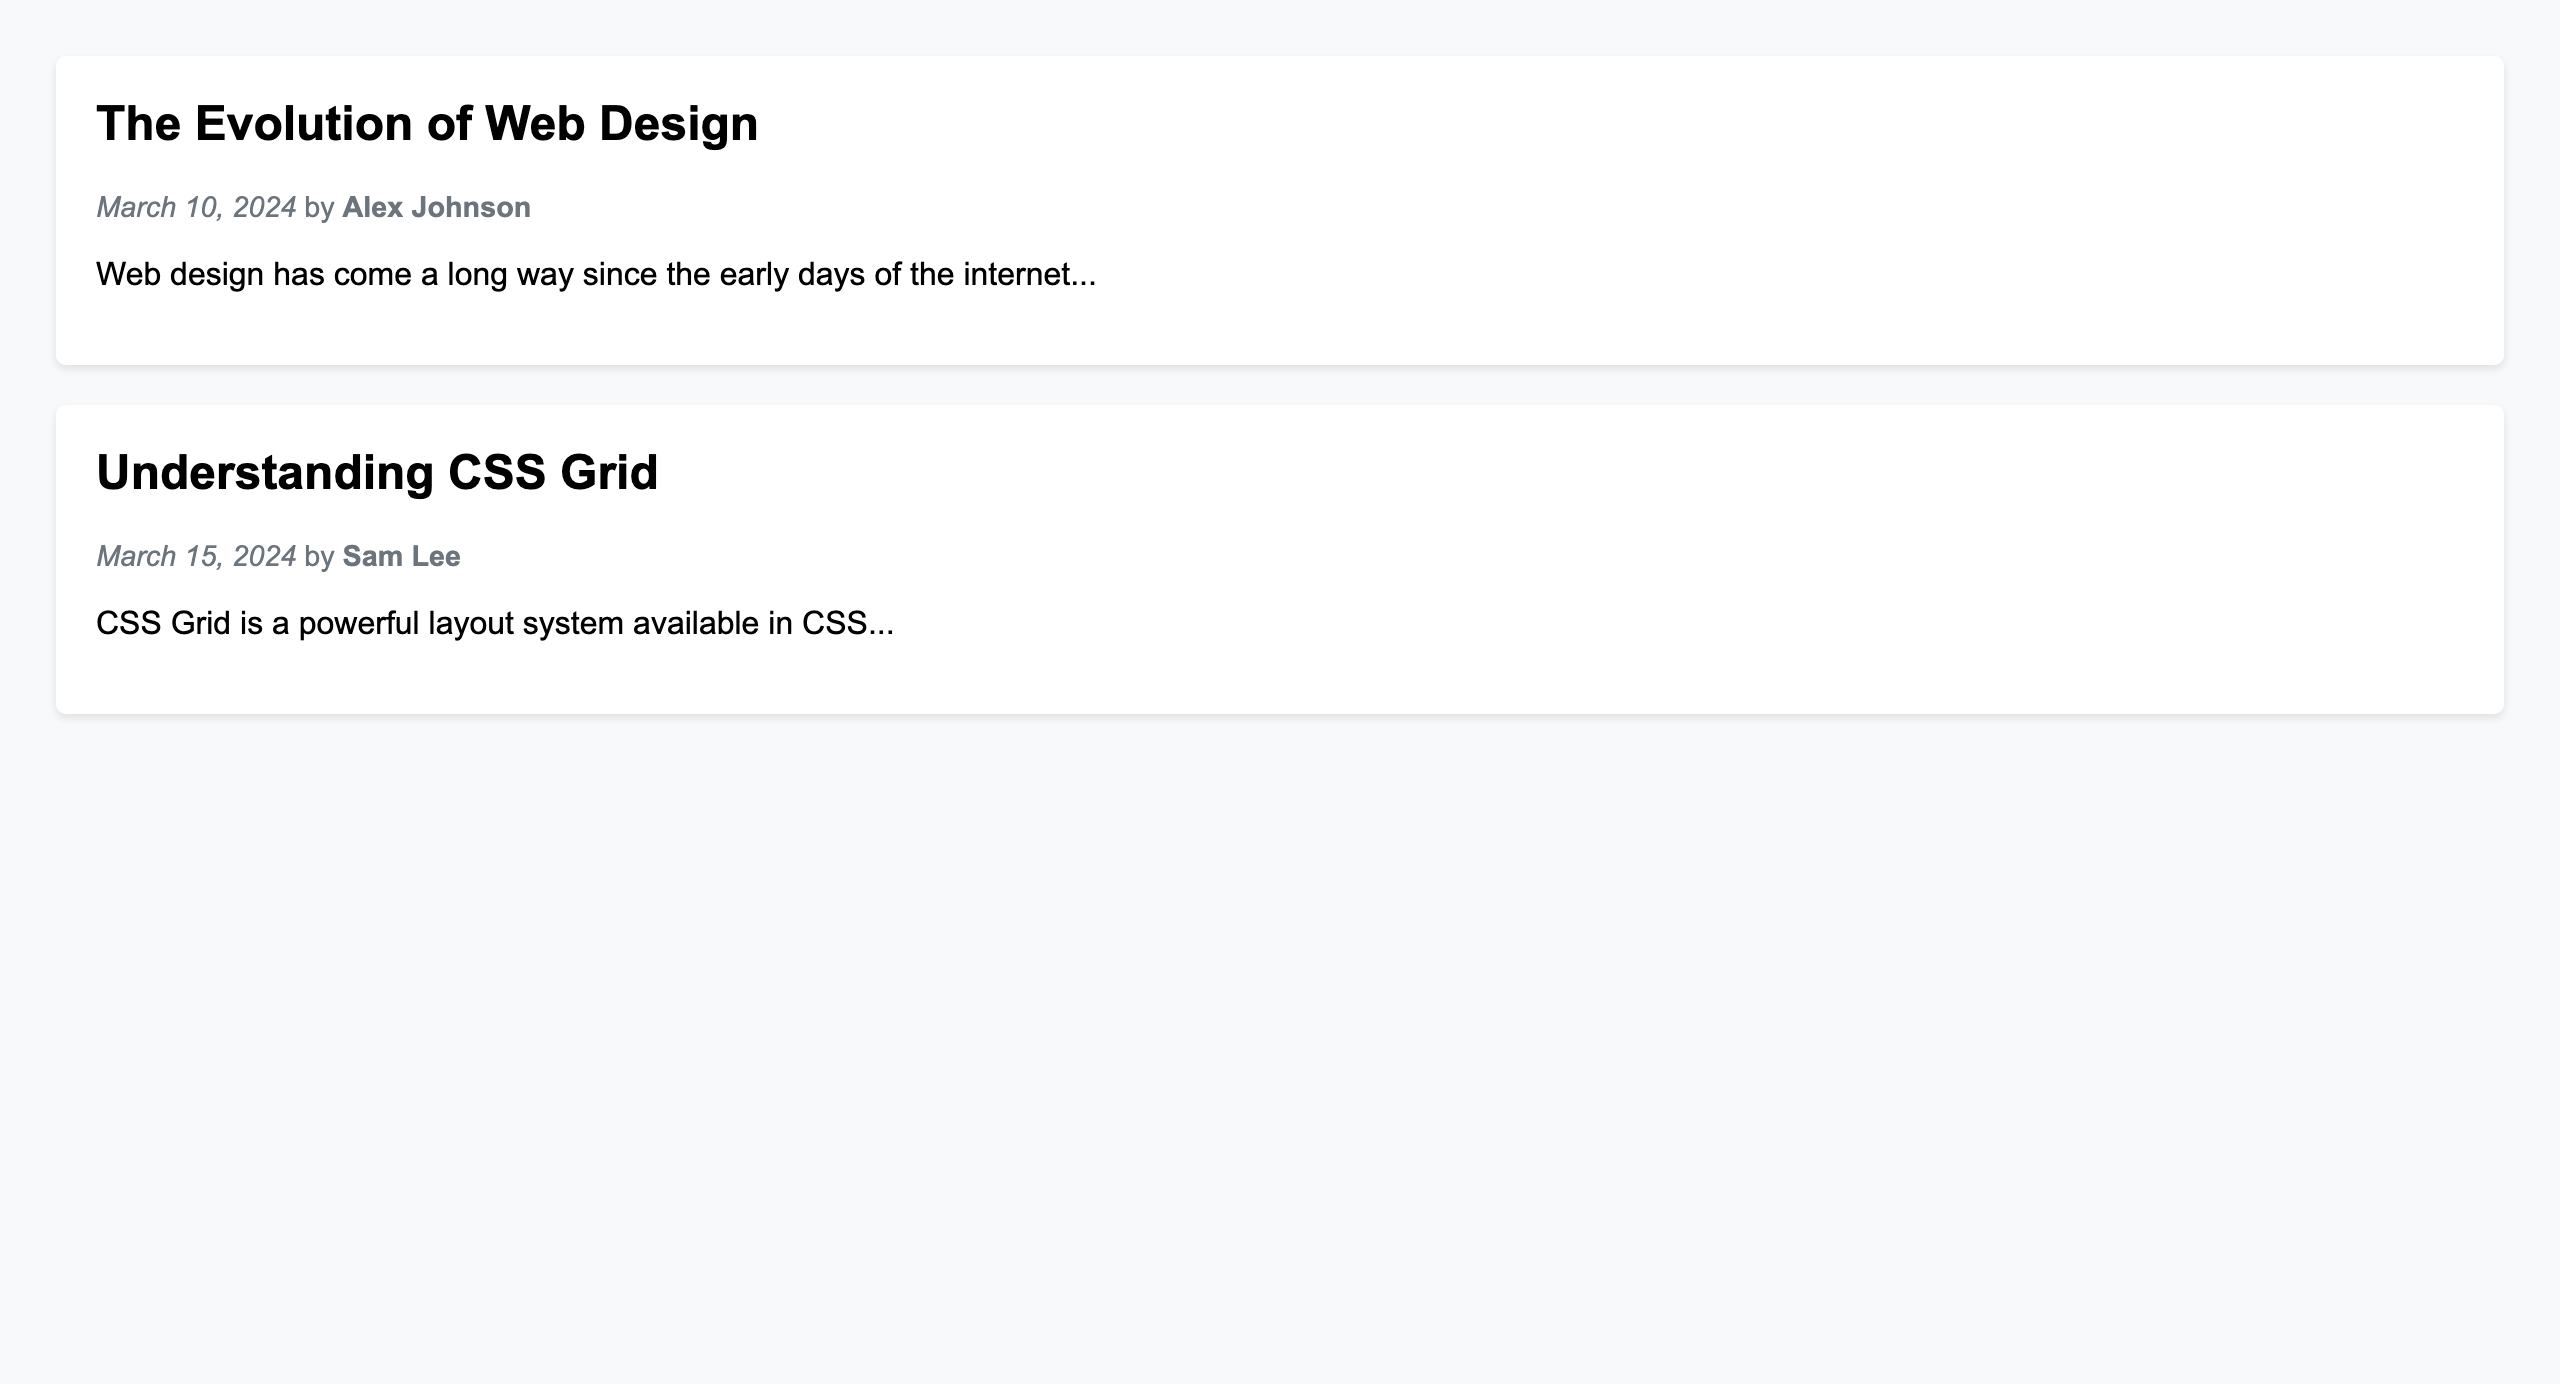 The Evolution of Web Design
March 10, 2024 by Alex Johnson
Web design has come a long way since the early days of the internet...
Understanding CSS Grid
March 15, 2024 by Sam Lee
CSS Grid is a powerful layout system available in CSS...